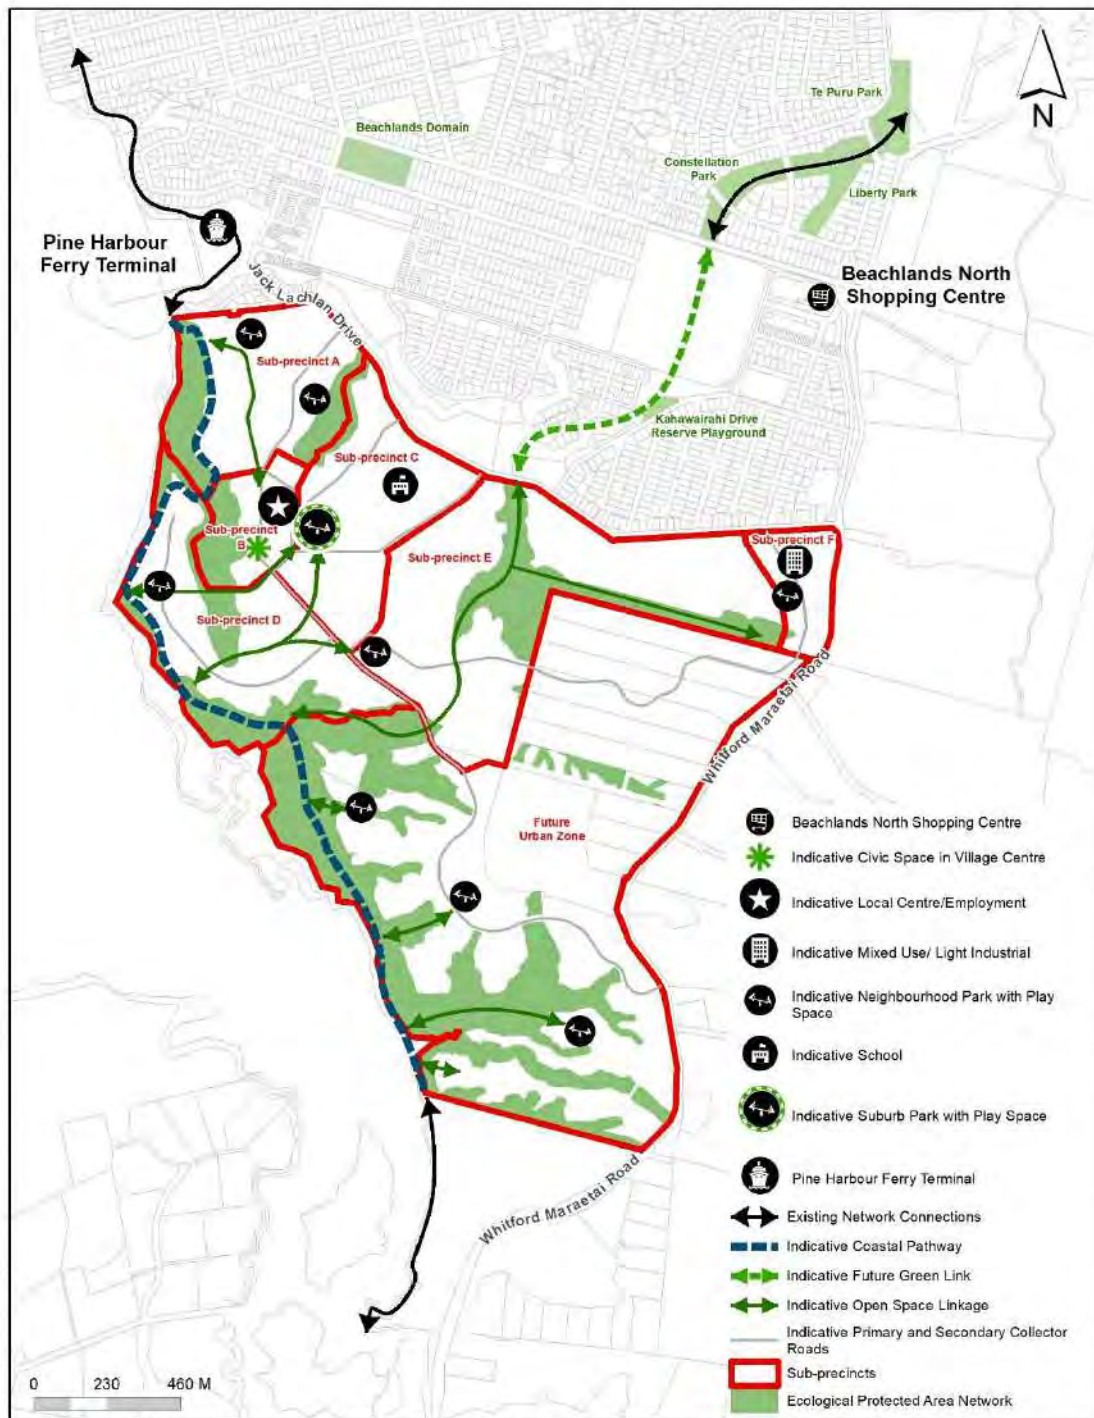 Te Puru Park
Beachlands Domain
N
Constellation
Park
Liberty Park
Pine Harbour
Ferry Terminal
Jack Lachlan Drive
Beachlands North
Shopping Centre
Sub-precinct A
Kahawairahi Drive
Reserve Playground
Sub-precinct C
Sub-precinct
B
Sub-precinct E
Sub-precinct F
Sub-precinct D
Whitford Maraetai Road
Future
Urban Zone
Beachlands North Shopping Centre
Indicative Civic Space in Village Centre
Indicative Local Centre/Employment
Indicative Mixed Use/ Light Industrial
Indicative Neighbourhood Park with Play
Space
Indicative School
Indicative Suburb Park with Play Space
Pine Harbour Ferry Terminal
Whitford Maraetai Road
Existing Network Connections
Indicative Coastal Pathway
Indicative Future Green Link
Indicative Open Space Linkage
Indicative Primary and Secondary Collector
Roads
Sub-precincts
Ecological Protected Area Network
0 230 460 M